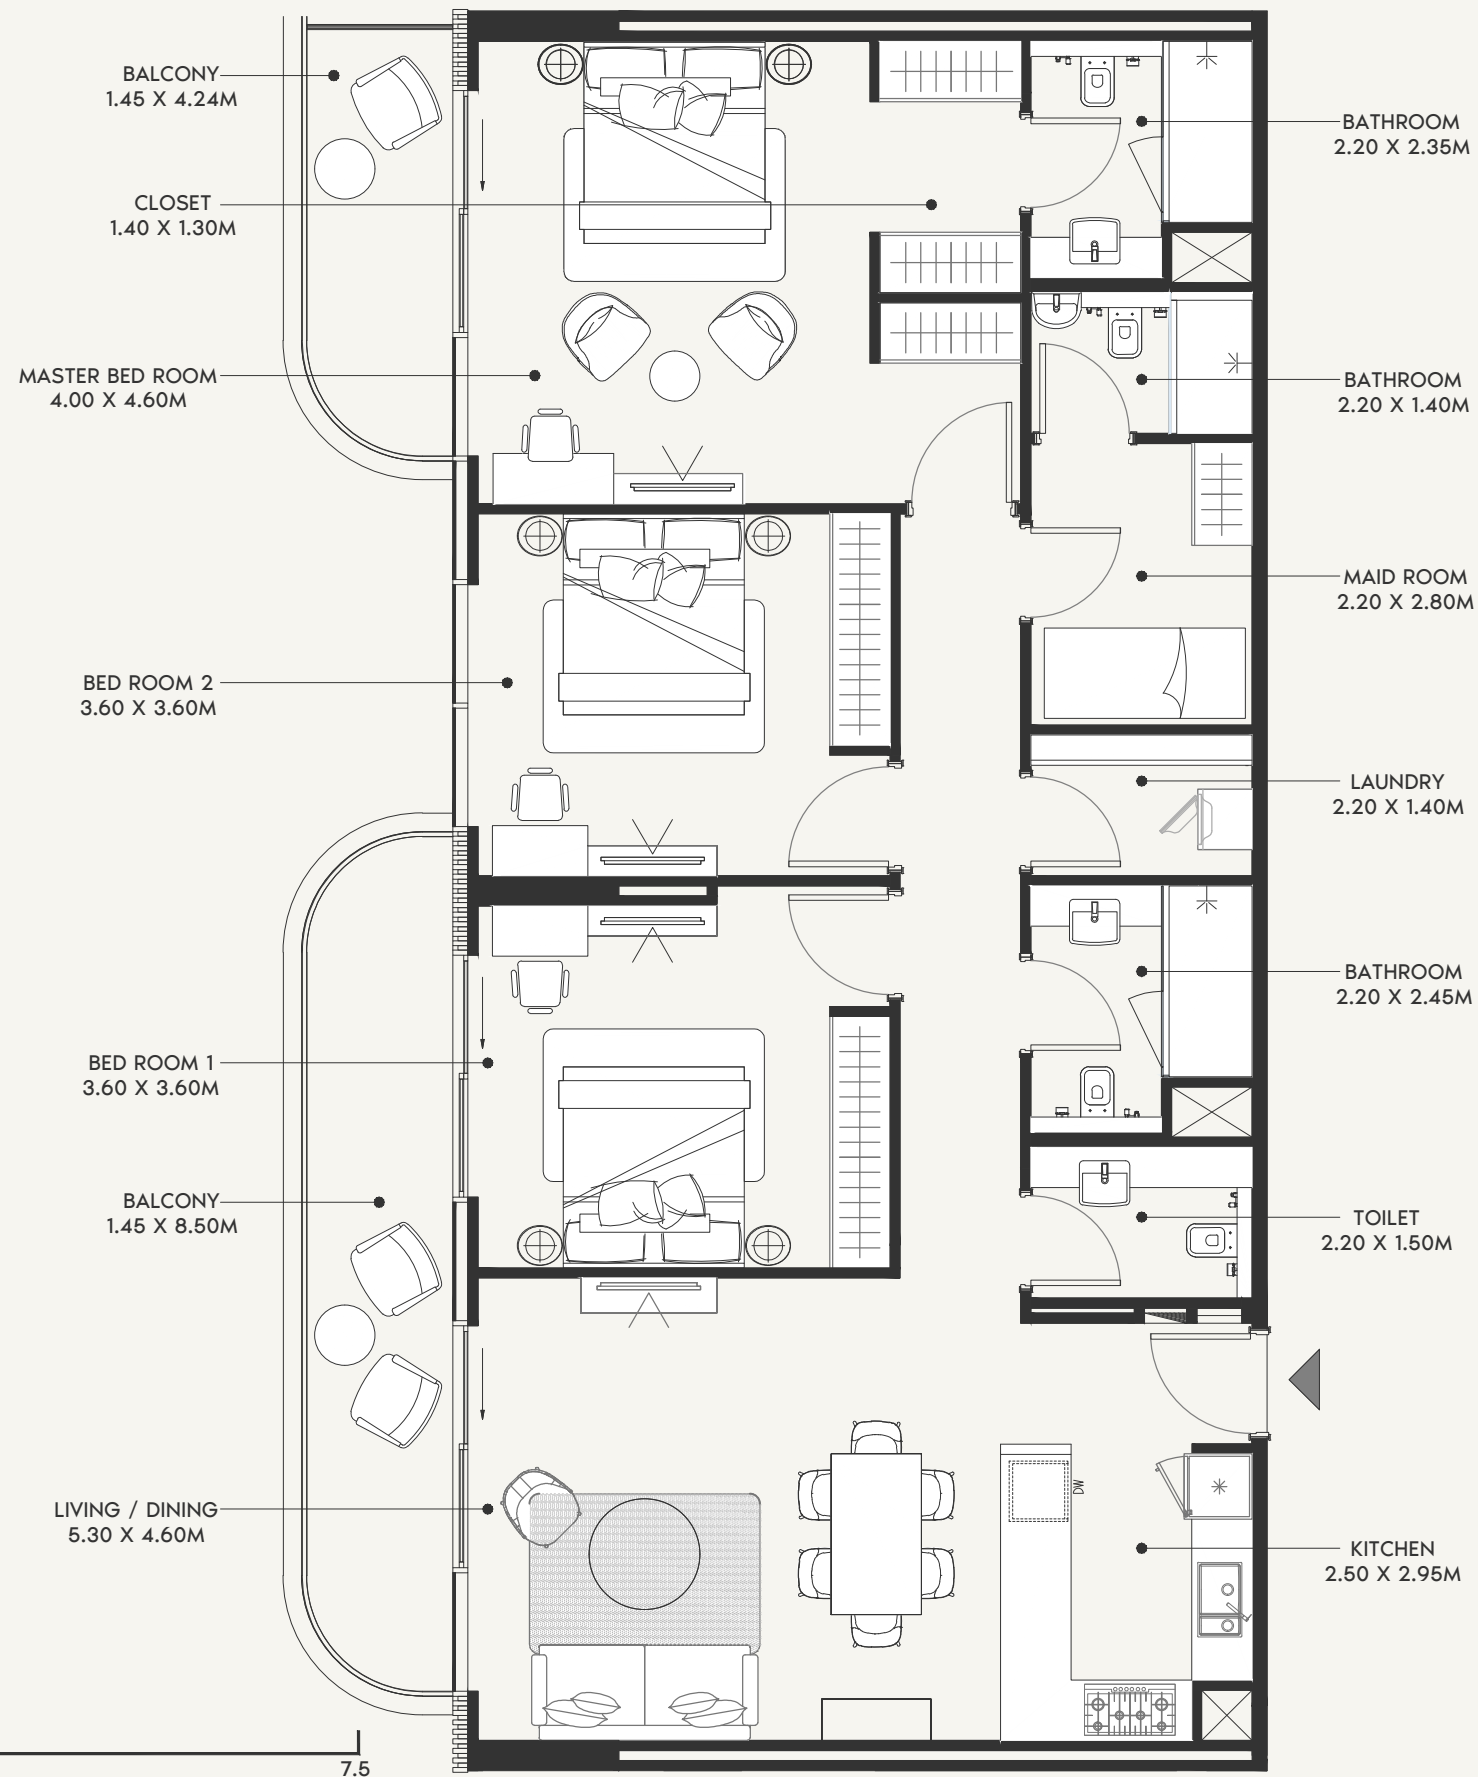 BALCONY
1.45 X 4.24M
BATHROOM
2.20 X 2.35M
CLOSET
1.40 X 1.30M
MASTER BED ROOM
4.00 X 4.60M
BATHROOM
2.20 X 1.40M
MAID ROOM
2.20 X 2.80M
BED ROOM 2
3.60 X 3.60M
LAUNDRY
2.20 X 1.40M
BATHROOM
2.20 X 2.45M
BED ROOM 1
3.60 X 3.60M
BALCONY
1.45 X 8.50M
TOILET
2.20 X 1.50M
DW
LIVING / DINING
5.30 X 4.60M
KITCHEN
2.50 X 2.95M
7.5